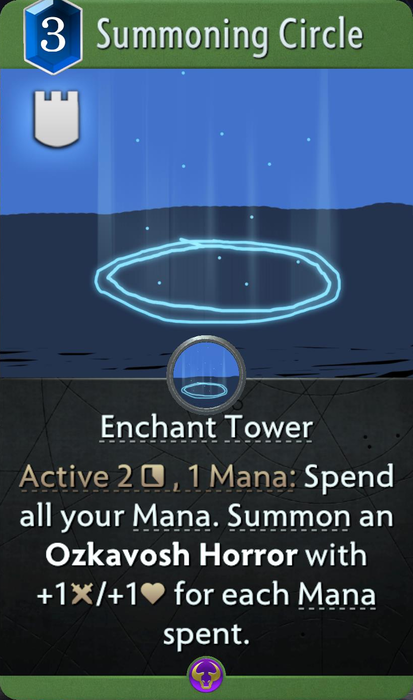 3
Summoning Circle
Enchant Tower
Active 2 , 1 Mana: Spend
all your Mana. Summon an
Ozkavosh Horror with
+1/+1 for each Mana
spent.